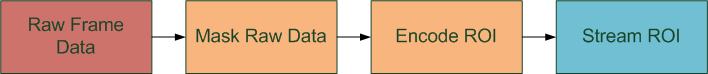 Raw Frame
Data
Mask Raw Data
Encode ROI
Stream ROI